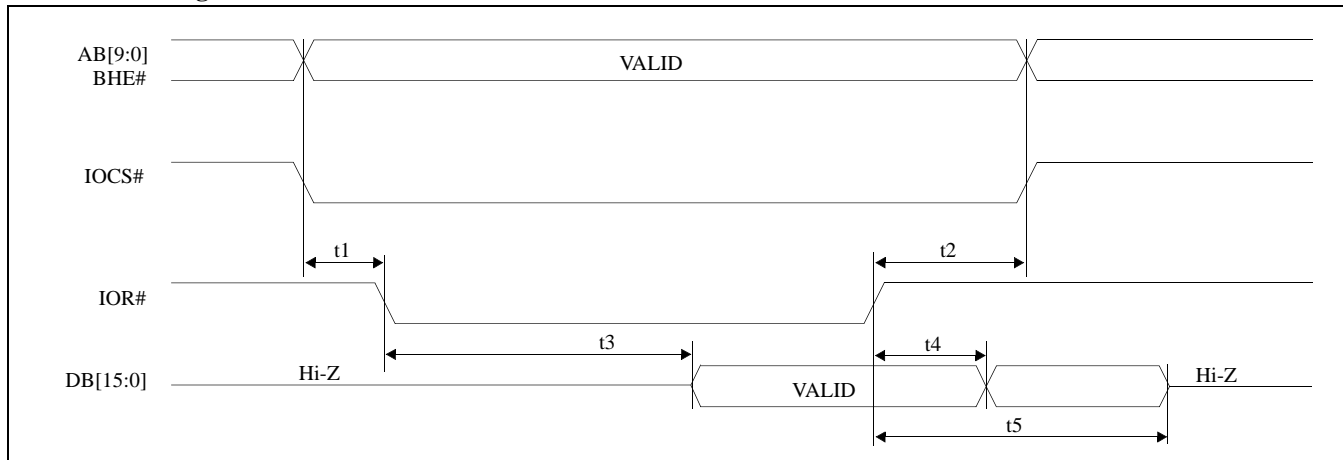 AB[9:0]
BHE#
VALID
IOCS#
t1
t2
IOR#
t3
t4
DB[15:0]
Hi-Z
VALID
Hi-Z
t5